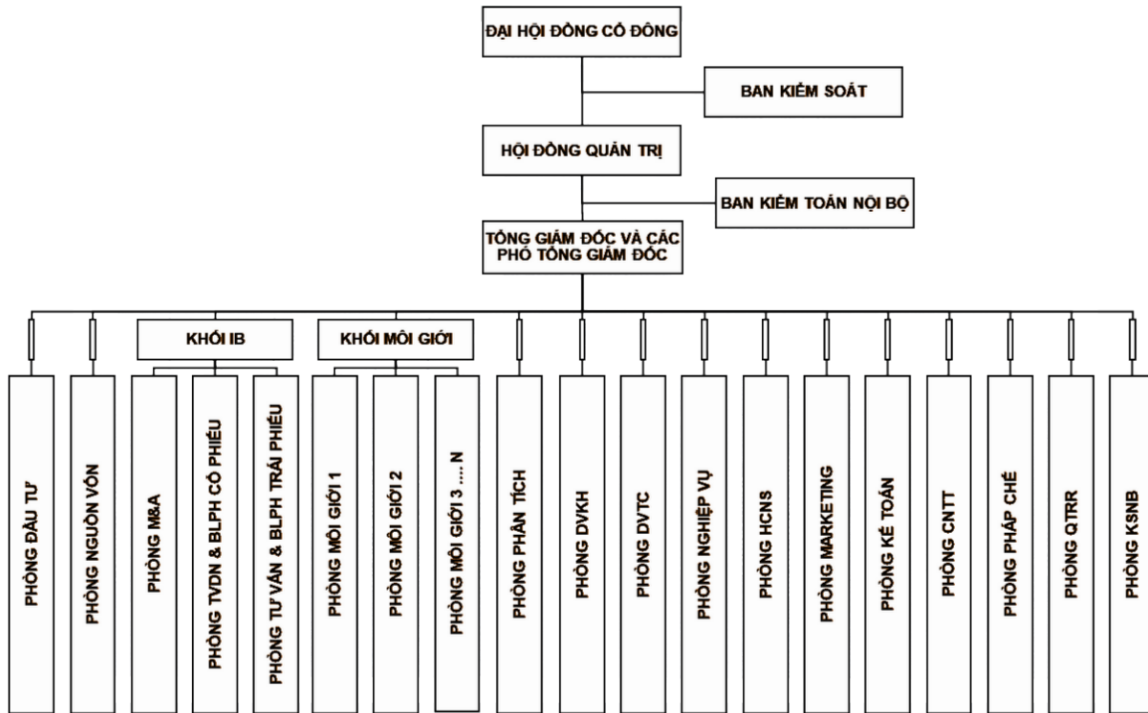 ĐẠI HỘI ĐỒNG CỔ ĐÔNG
BAN KIỂM SOÁT
HỘI ĐỒNG QUẢN TRỊ
BAN KIỂM TOÁN NỘI BỘ
TỔNG GIÁM ĐỐC VÀ CÁC
PHÓ TỔNG GIÁM ĐỐC
KHỐI IB
KHỐI MÔI GIỚI
PHÒNG ĐẦU TƯ
PHÒNG NGUỒN VỐN
PHÒNG M&A
PHÒNG TVDN & BLPH CỔ PHIẾU
PHÒNG TƯ VẤN & BLPH TRÁI PHIẾU
PHÒNG MÔI GIỚI 1
PHÒNG MÔI GIỚI 2
PHÒNG MÔI GIỚI 3 .... N
PHÒNG PHÂN TÍCH
PHÒNG DVKH
PHÒNG DVTC
PHÒNG NGHIỆP VỤ
PHÒNG HCNS
PHÒNG MARKETING
PHÒNG KẾ TOÁN
PHÒNG CNTT
PHÒNG PHÁP CHẾ
PHÒNG QTRR
PHÒNG KSNB